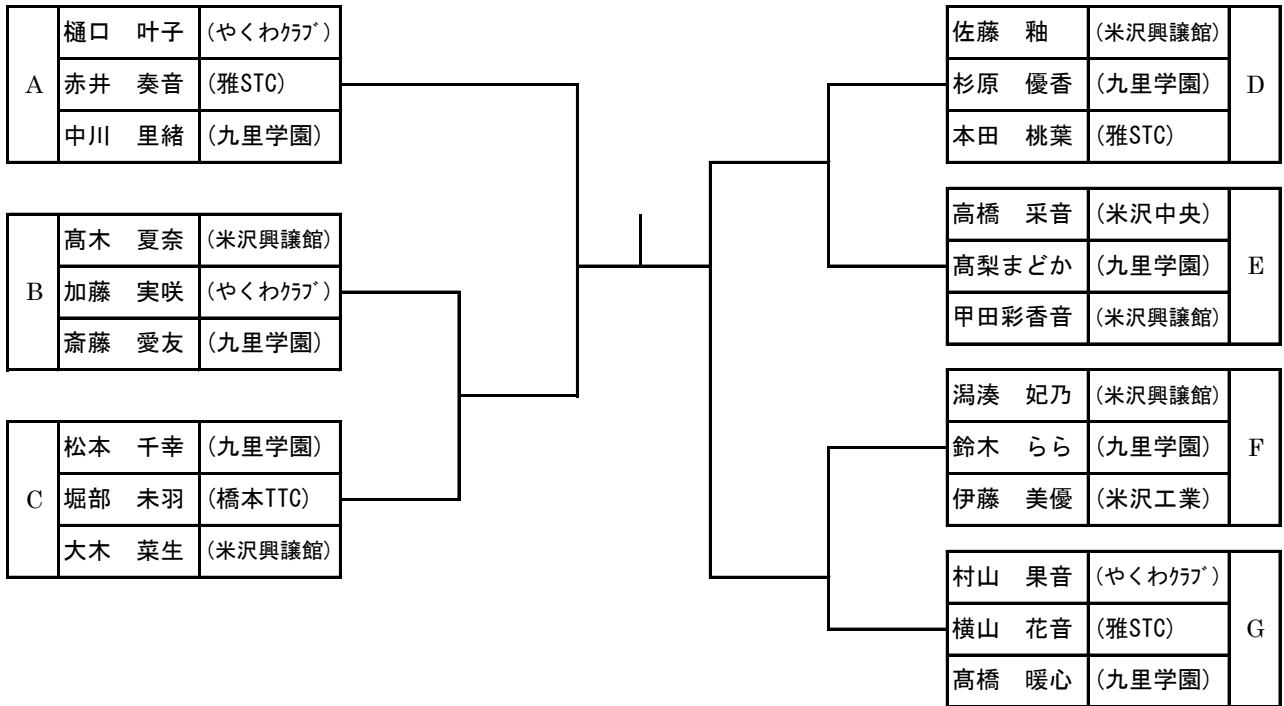 A
樋口　叶子 (やくわｸﾗﾌﾞ)
赤井　奏音 (雅STC)
中川　里緒 (九里学園)
B
髙木　夏奈 (米沢興譲館)
加藤　実咲 (やくわｸﾗﾌﾞ)
斎藤　愛友 (九里学園)
C
松本　千幸 (九里学園)
堀部　未羽 (橋本TTC)
大木　菜生 (米沢興譲館)
佐藤　釉 (米沢興譲館)
杉原　優香 (九里学園)
本田　桃葉 (雅STC)
D
高橋　采音 (米沢中央)
髙梨まどか (九里学園)
甲田彩香音 (米沢興譲館)
E
潟湊　妃乃 (米沢興譲館)
鈴木　らら (九里学園)
伊藤　美優 (米沢工業)
F
村山　果音 (やくわｸﾗﾌﾞ)
横山　花音 (雅STC)
髙橋　暖心 (九里学園)
G